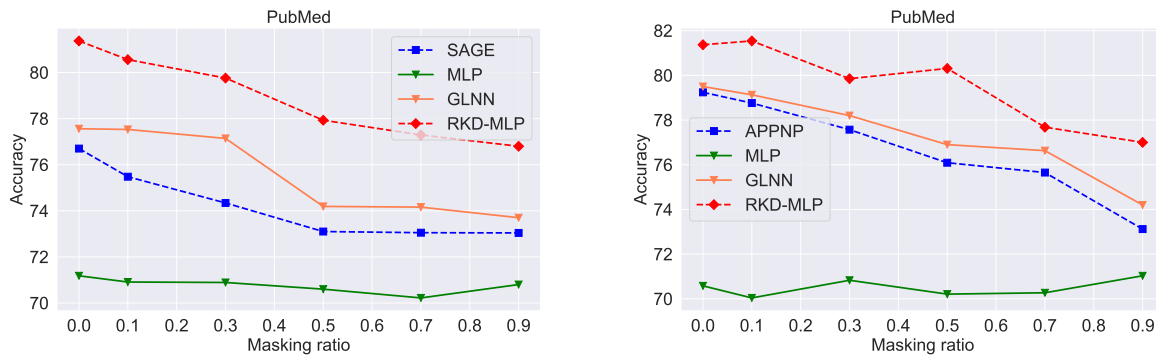 PubMed
Accuracy
80
78
76
74
72
70
0.0 0.1 0.2 0.3 0.4 0.5 0.6 0.7 0.8 0.9
Masking ratio
SAGE
MLP
GLNN
RKD-MLP
PubMed
Accuracy
82
80
78
76
74
72
70
0.0 0.1 0.2 0.3 0.4 0.5 0.6 0.7 0.8 0.9
Masking ratio
APPNP
MLP
GLNN
RKD-MLP